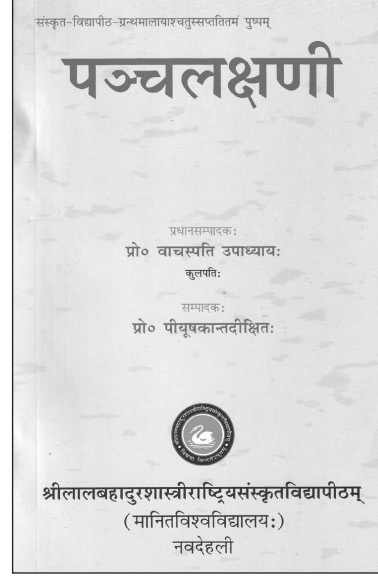 संस्कृत-विद्यापीठ-ग्रन्थमालायाश्चतुस्सप्ततितमं पुष्पम्
पञ्चलक्षणी
प्रधानसम्पादक:
प्रो० वाचस्पति उपाध्याय:
कुलपति:
सम्पादक:
प्रो० पीयूषकान्तदीक्षित:
श्रीलालबहादुरशास्त्रीराष्ट्रियसंस्कृतविद्यापीठम्
(मानितविश्वविद्यालय:)
नवदेहली